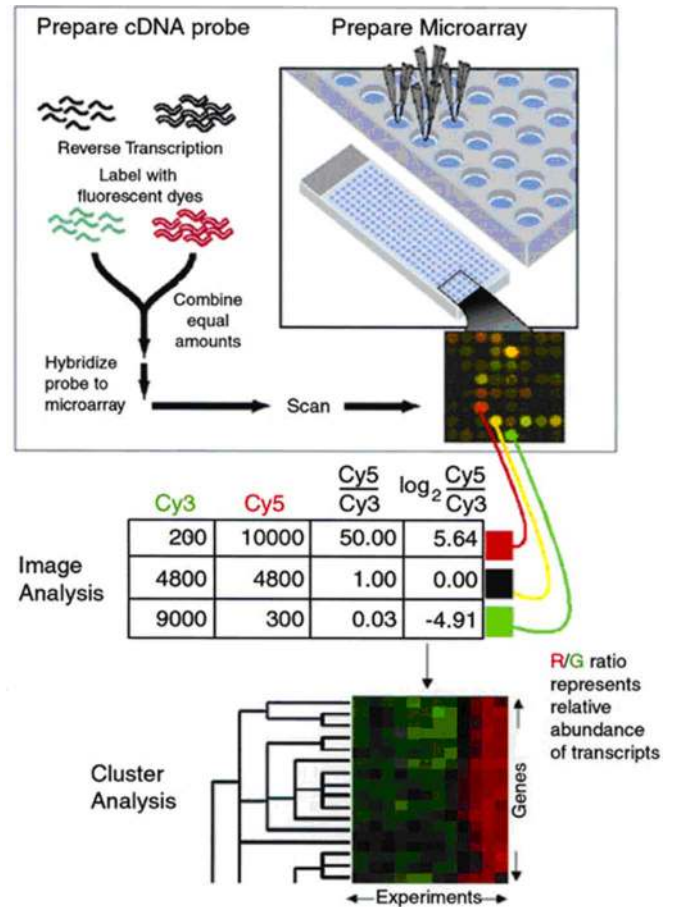 Prepare cDNA probe
Prepare Microarray
Reverse Transcription
Label with
fluorescent dyes
Combine
equal
amounts
Hybridize
probe to
microarray
Scan
Image
Analysis
Cy3 Cy5 Cy5/Cy3 log2 Cy5/Cy3
200 10000 50.00 5.64
4800 4800 1.00 0.00
9000 300 0.03 -4.91
R/G ratio
represents
relative
abundance
of transcripts
Cluster
Analysis
Genes
Experiments